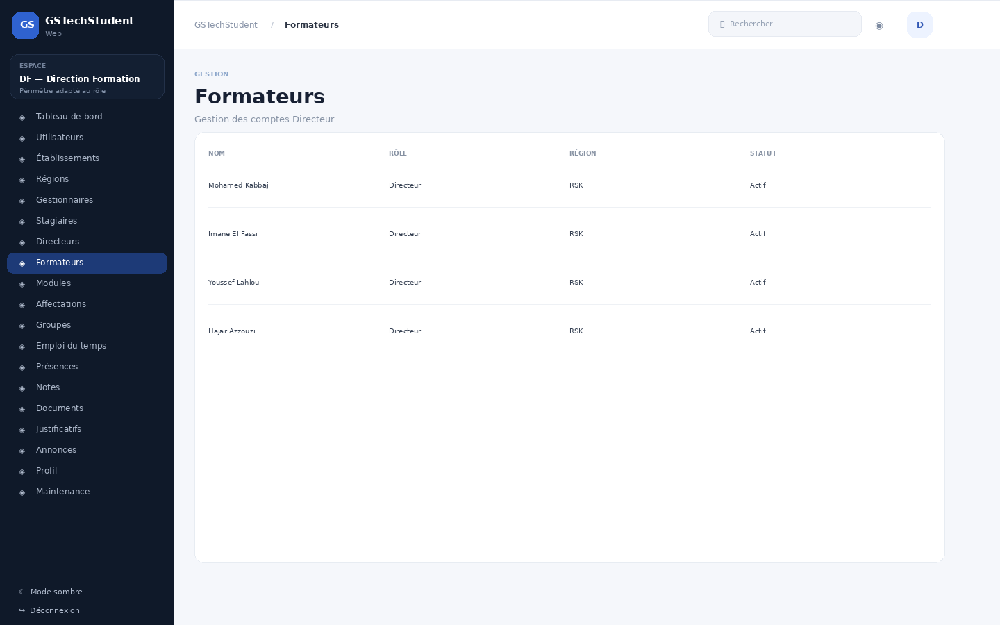 GS
GSTechStudent
Web
ESPACE
DF — Direction Formation
Périmètre adapté au rôle
Tableau de bord
Utilisateurs
Établissements
Régions
Gestionnaires
Stagiaires
Directeurs
Formateurs
Modules
Affectations
Groupes
Emploi du temps
Présences
Notes
Documents
Justificatifs
Annonces
Profil
Maintenance
Mode sombre
Déconnexion
GSTechStudent / Formateurs
Rechercher...
D
GESTION
Formateurs
Gestion des comptes Directeur
NOM RÔLE RÉGION STATUT
Mohamed Kabbaj Directeur RSK Actif
Imane El Fassi Directeur RSK Actif
Youssef Lahlou Directeur RSK Actif
Hajar Azzouzi Directeur RSK Actif